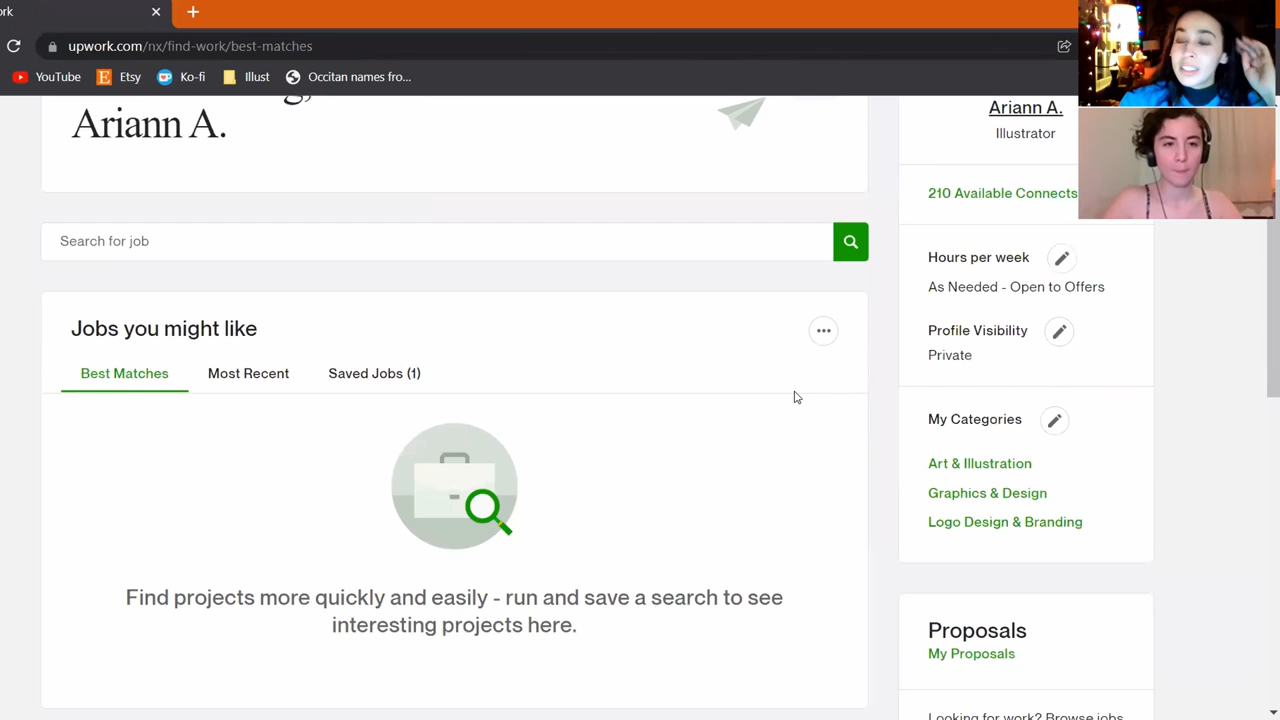 ork
upwork.com/nx/find-work/best-matches
YouTube
Etsy
Ko-fi
Illust
Occitan names fro...
Ariann A.
Ariann A.
Illustrator
210 Available Connects
Search for job
Hours per week
As Needed - Open to Offers
Jobs you might like
Profile Visibility
Private
Best Matches
Most Recent
Saved Jobs (1)
My Categories
Art & Illustration
Graphics & Design
Logo Design & Branding
Find projects more quickly and easily - run and save a search to see
interesting projects here.
Proposals
My Proposals
Looking for work? Browse jobs